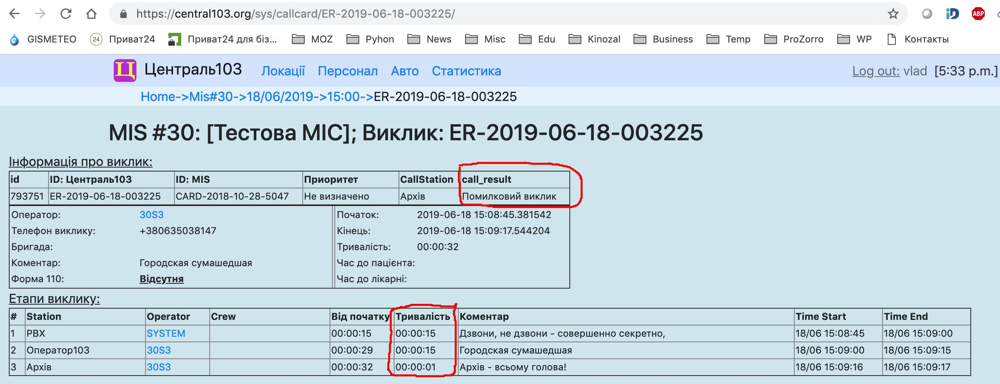 https://central103.org/sys/callcard/ER-2019-06-18-003225/
ABP
GISMETEO 24 Приват24 Приват24 для біз... MOZ Pyhon News Misc Edu Kinozal Business Temp ProZorro WP Контакты
Ц Централь103 Локації Персонал Авто Статистика Log out: vlad [5:33 p.m.]
Home->Mis#30->18/06/2019->15:00->ER-2019-06-18-003225
MIS #30: [Тестова МІС]; Виклик: ER-2019-06-18-003225
Інформація про виклик:
id ID: Централь103 ID: MIS Приоритет CallStation call_result
793751 ER-2019-06-18-003225 CARD-2018-10-28-5047 Не визначено Архів Помилковий виклик
Оператор: 30S3 Початок: 2019-06-18 15:08:45.381542
Телефон виклику: +380635038147 Кінець: 2019-06-18 15:09:17.544204
Бригада: Тривалість: 00:00:32
Коментар: Городская сумашедшая Час до пацієнта:
Форма 110: Відсутня Час до лікарні:
Етапи виклику:
# Station Operator Crew Від початку Тривалість Коментар Time Start Time End
1 PBX SYSTEM 00:00:15 00:00:15 Дзвони, не дзвони - совершенно секретно, 18/06 15:08:45 18/06 15:09:00
2 Оператор103 30S3 00:00:29 00:00:15 Городская сумашедшая 18/06 15:09:00 18/06 15:09:15
3 Архів 30S3 00:00:32 00:00:01 Архів - всьому голова! 18/06 15:09:16 18/06 15:09:17